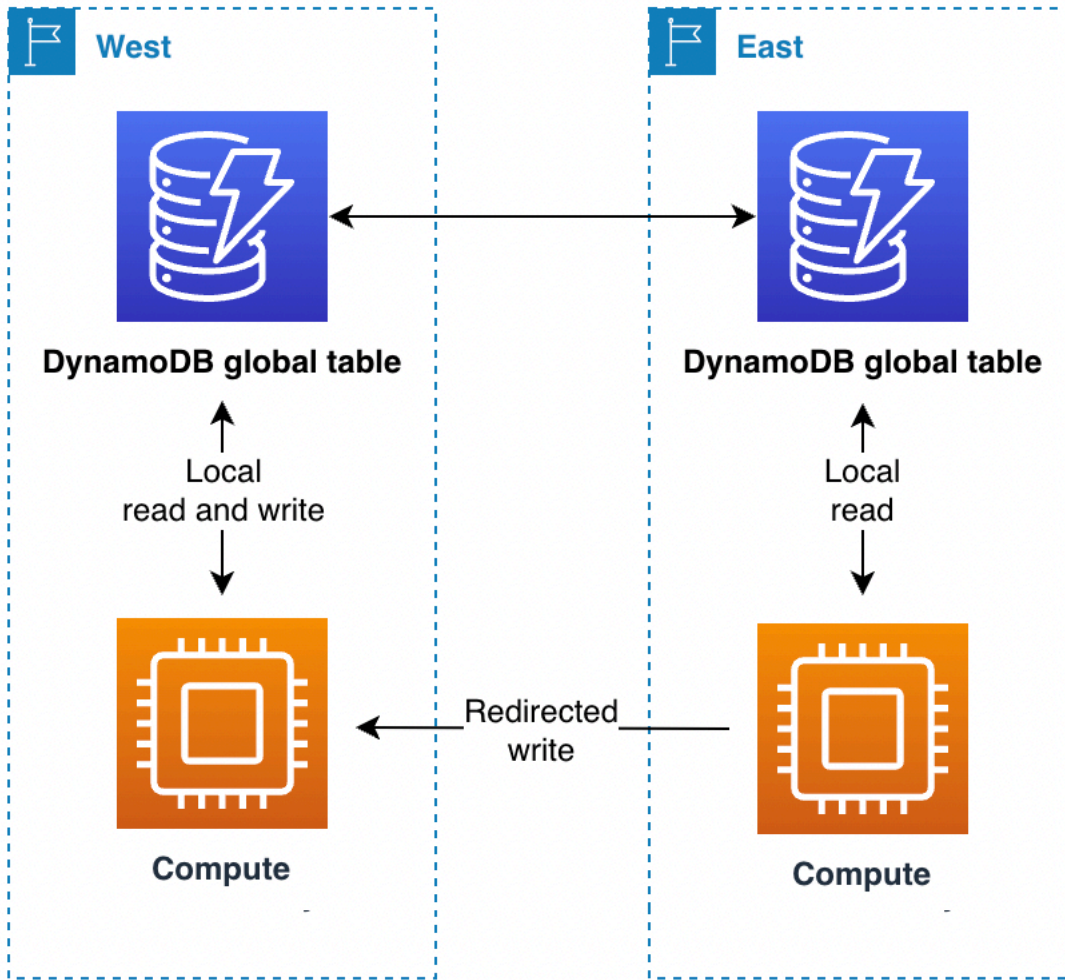 West
East
DynamoDB global table
DynamoDB global table
Local
read and write
Local
read
Redirected
write
Compute
Compute